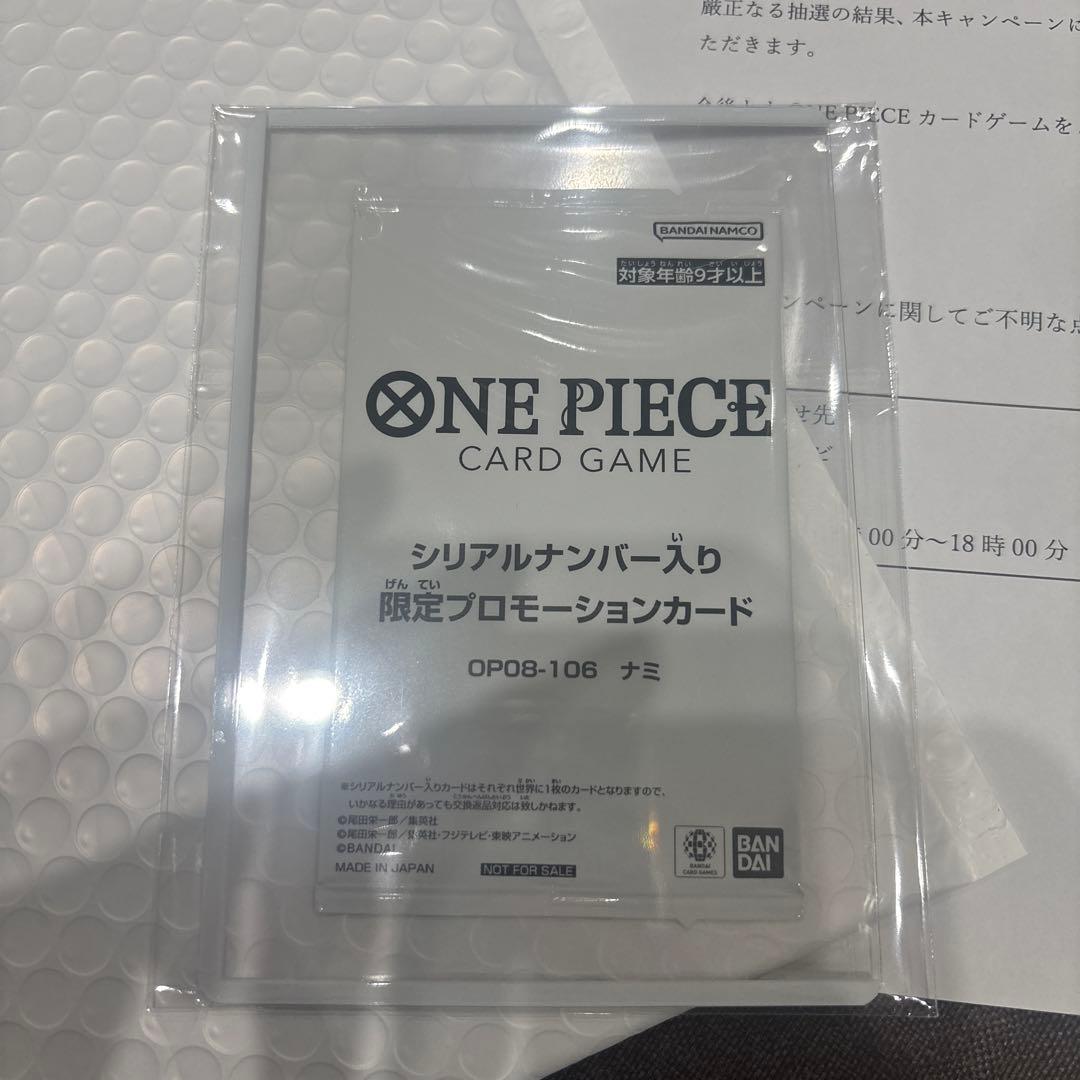 厳正なる抽選の結果、本キャンペーンに
ただきます。
ONE PIECE カードゲームを
ンペーンに関してご不明な点
せ先
00 分～18 時 00 分
BANDAI NAMCO
たいしょうねんれい さいいじょう
対象年齢9才以上
ONE PIECE
CARD GAME
い
シリアルナンバー入り
げんてい
限定プロモーションカード
OP08-106 ナミ
※シリアルナンバー入りカードはそれぞれ世界に1枚のカードとなりますので、
いかなる理由があっても交換返品対応は致しかねます。
©尾田栄一郎／集英社
©尾田栄一郎／集英社・フジテレビ・東映アニメーション
©BANDAI
MADE IN JAPAN
NOT FOR SALE
BANDAI
CARD GAMES
BAN
DAI